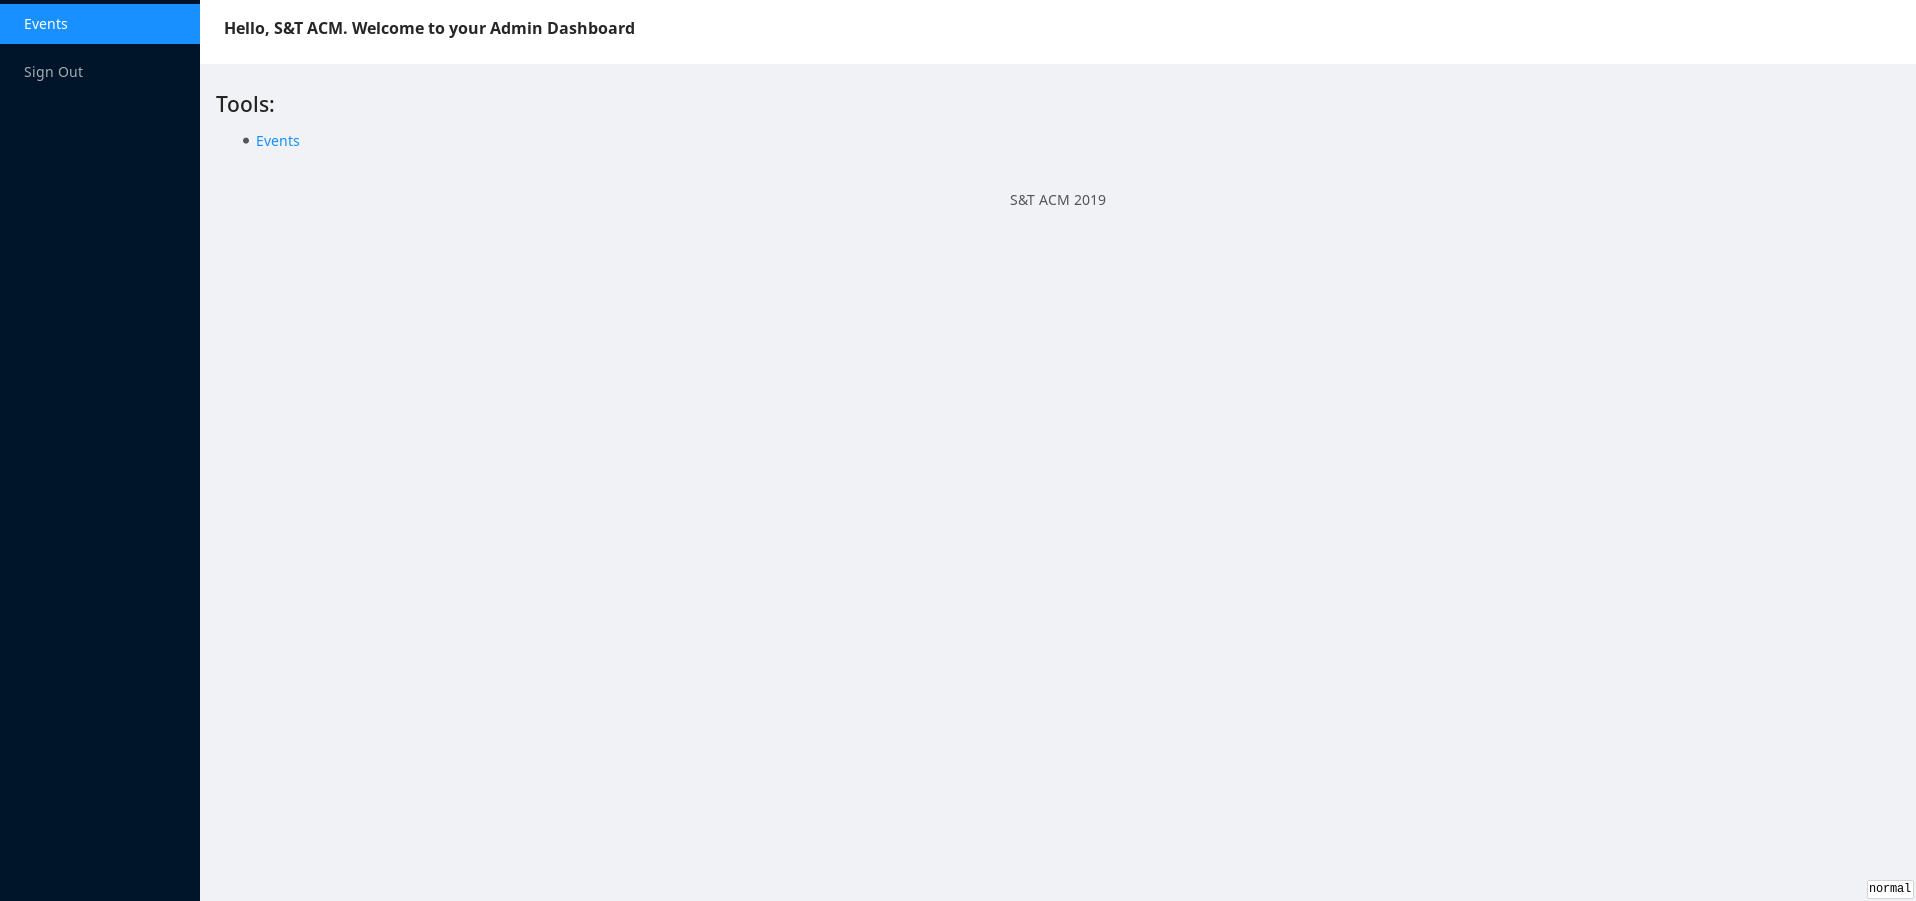 Events
Sign Out
Hello, S&T ACM. Welcome to your Admin Dashboard
Tools:
Events
S&T ACM 2019
normal